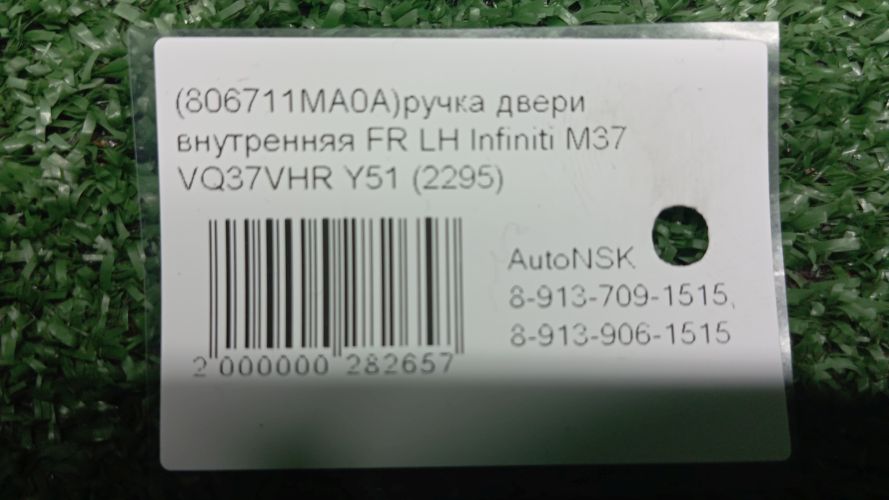 (806711MA0A)ручка двери
внутренняя FR LH Infiniti M37
VQ37VHR Y51 (2295)
AutoNSK
8-913-709-1515,
8-913-906-1515
2 000000 282657